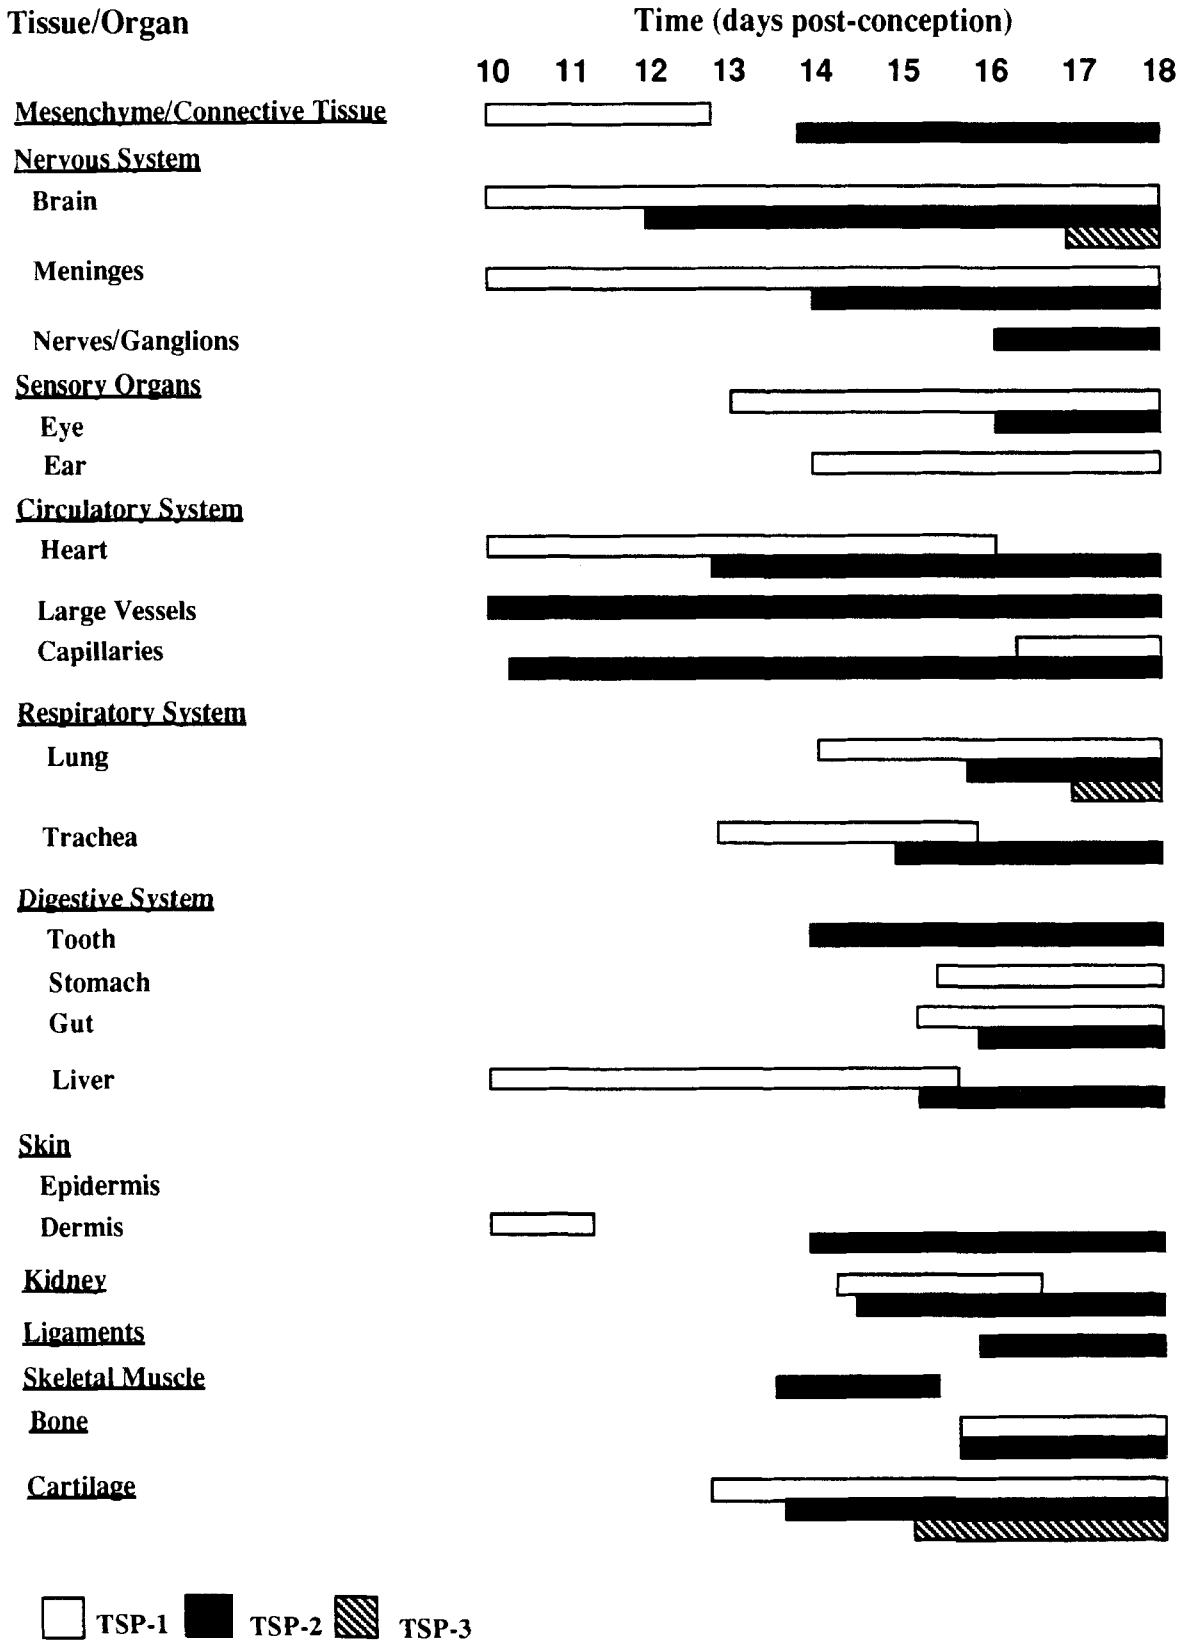 Tissue/Organ Time (days post-conception)
10 11 12 13 14 15 16 17 18
Mesenchyme/Connective Tissue
Nervous System
Brain
Meninges
Nerves/Ganglions
Sensory Organs
Eye
Ear
Circulatory System
Heart
Large Vessels
Capillaries
Respiratory System
Lung
Trachea
Digestive System
Tooth
Stomach
Gut
Liver
Skin
Epidermis
Dermis
Kidney
Ligaments
Skeletal Muscle
Bone
Cartilage
TSP-1 TSP-2 TSP-3